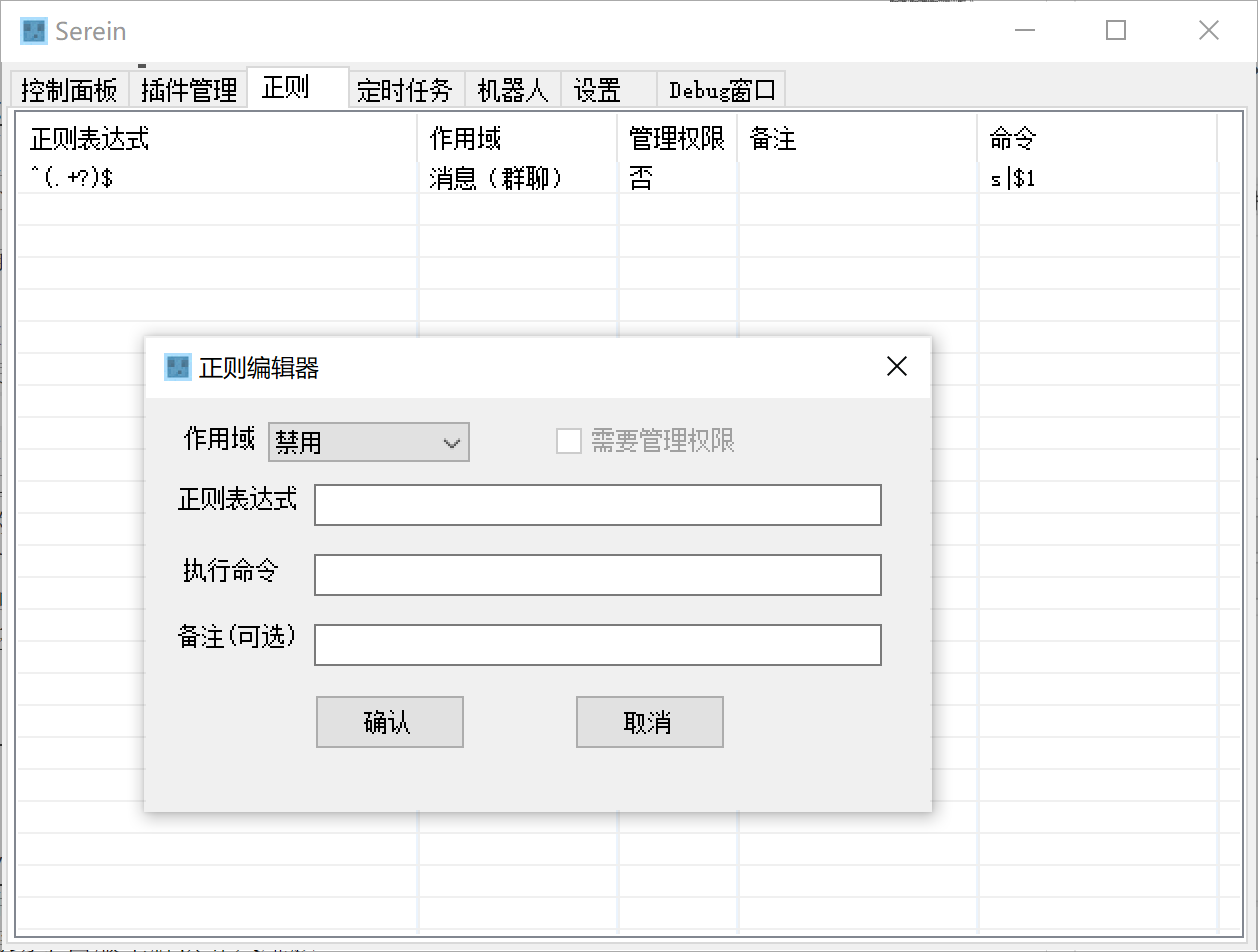 Serein
控制面板 插件管理 正则 定时任务 机器人 设置 Debug窗口
正则表达式 作用域 管理权限 备注 命令
^(.+?)$ 消息（群聊） 否 s|$1
正则编辑器
作用域 禁用 需要管理权限
正则表达式
执行命令
备注(可选)
确认 取消